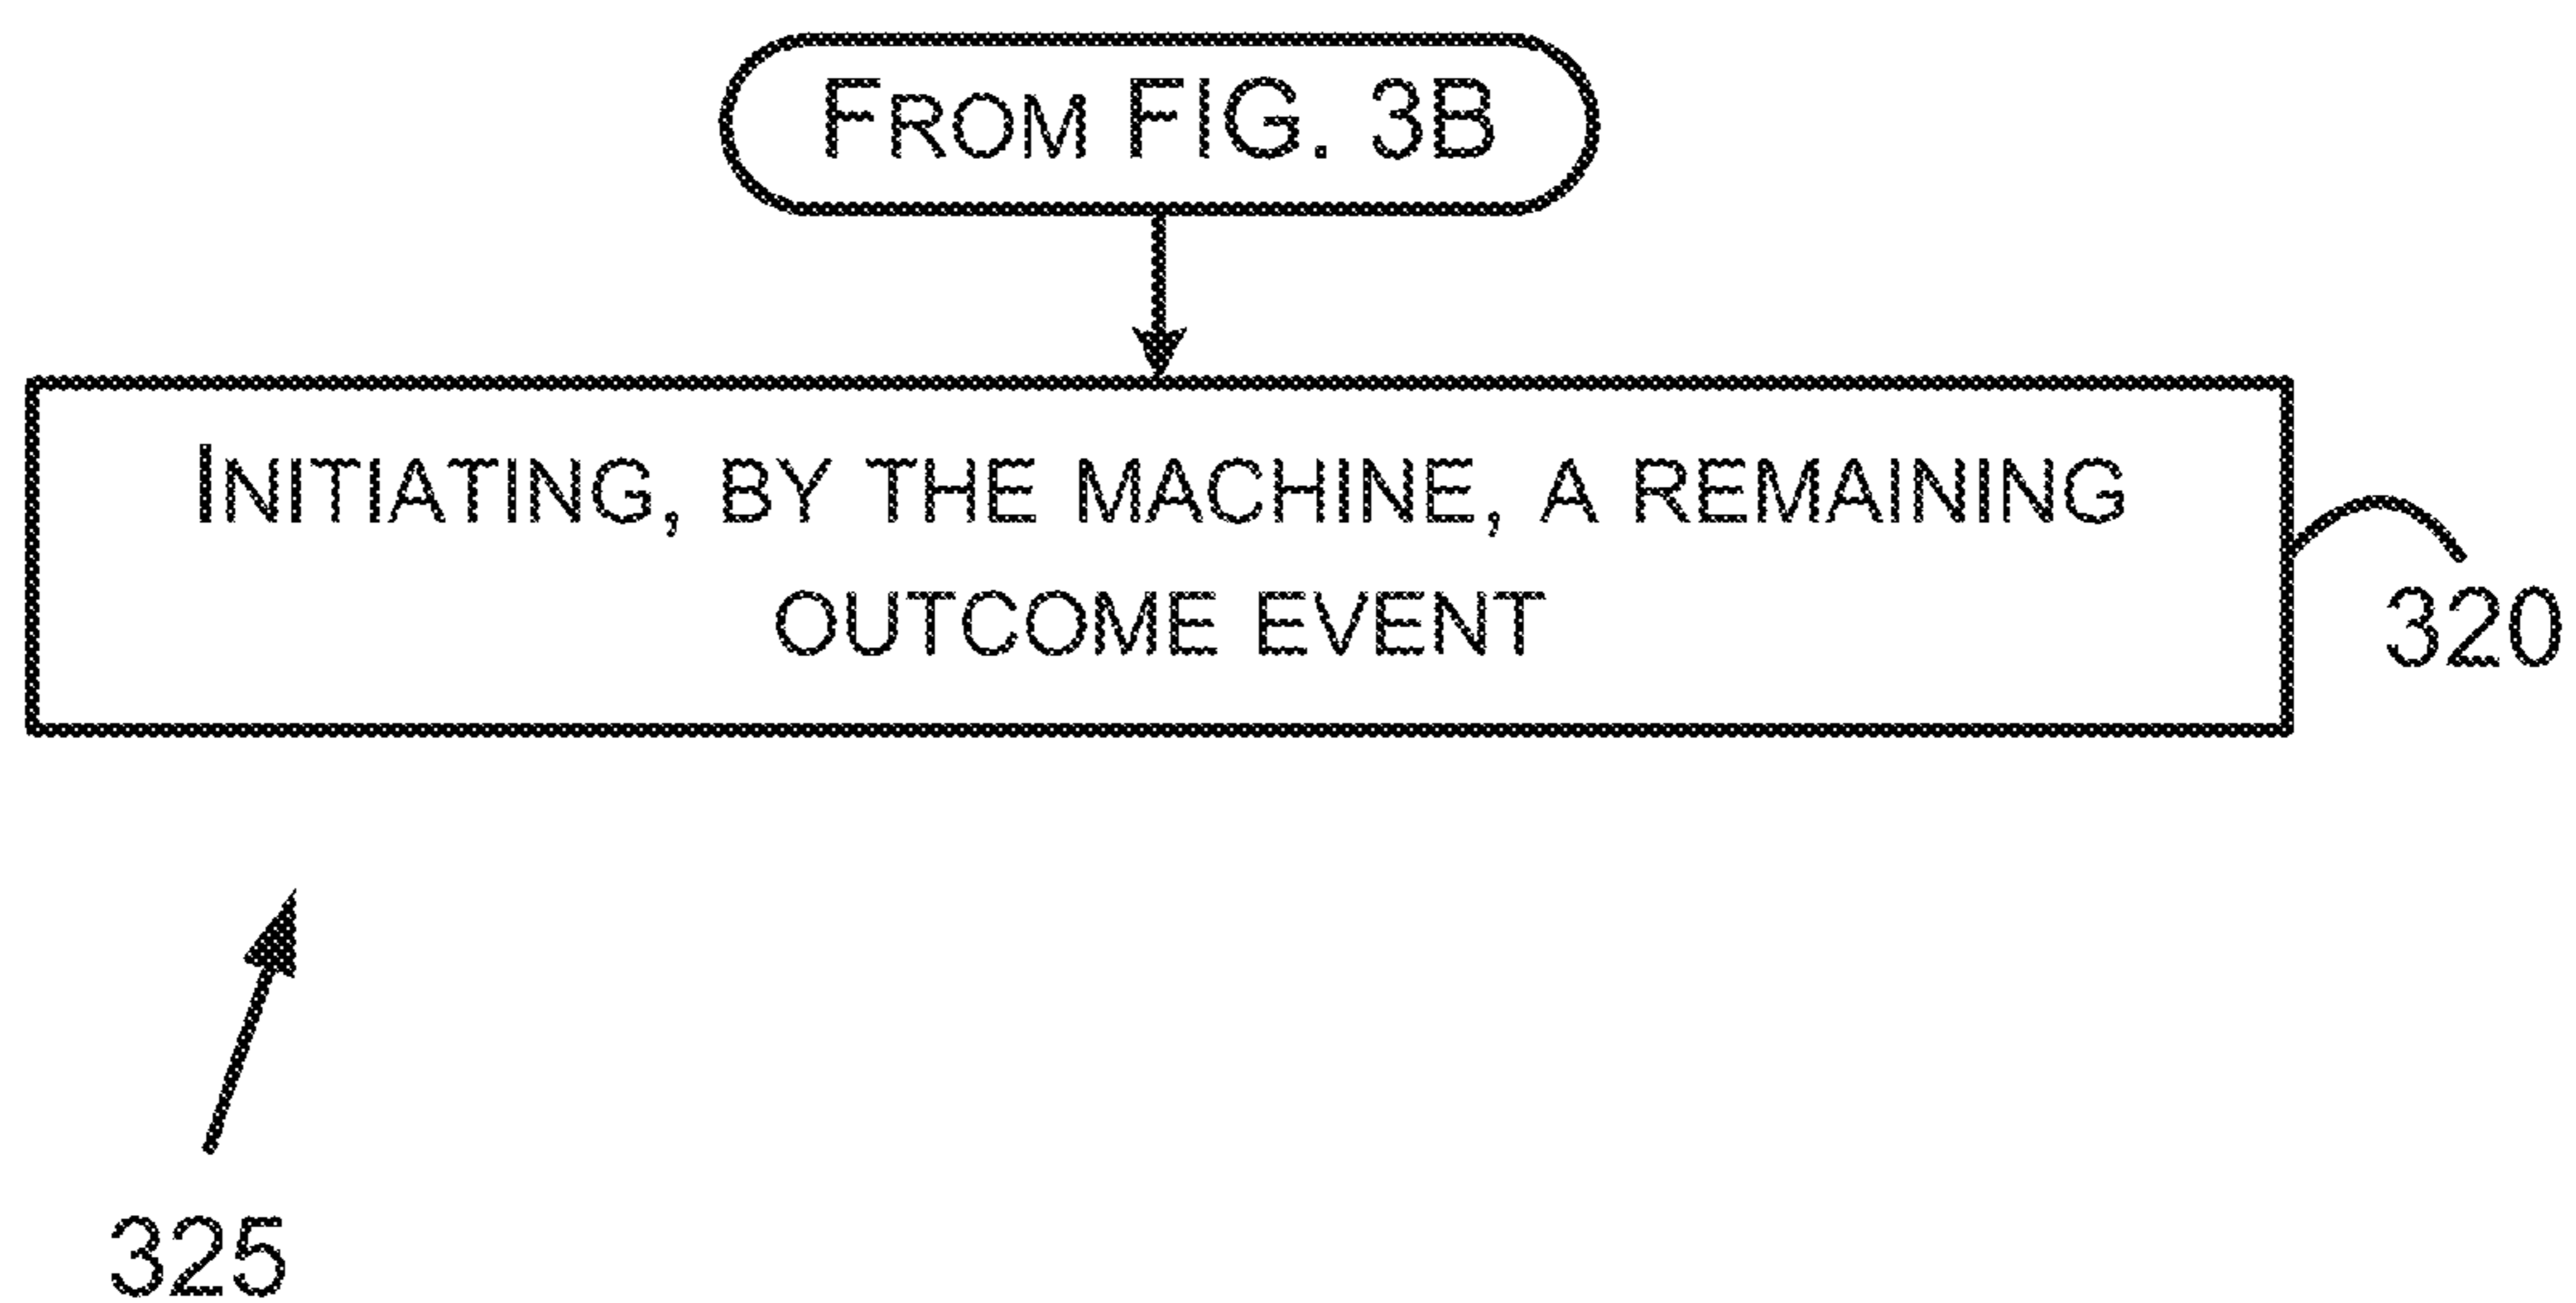 FROM FIG. 3B
INITIATING, BY THE MACHINE, A REMAINING
OUTCOME EVENT
320
325